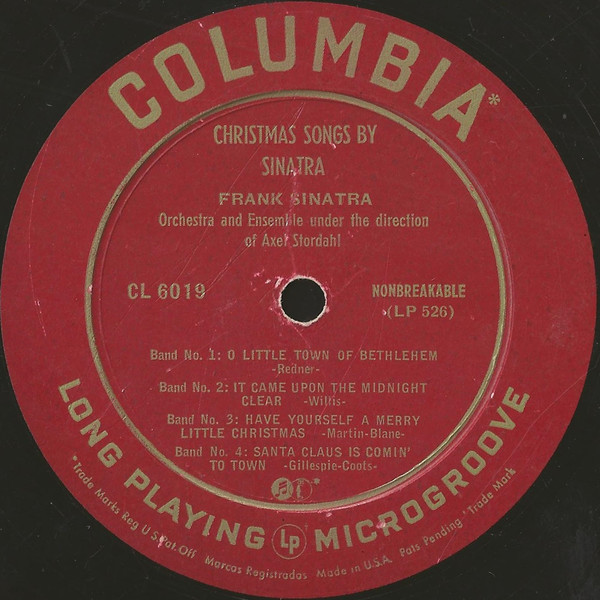 COLUMBIA*
CHRISTMAS SONGS BY
SINATRA
FRANK SINATRA
Orchestra and Ensemble under the direction
of Axel Stordahl
CL 6019
NONBREAKABLE
(LP 526)
Band No. 1: O LITTLE TOWN OF BETHLEHEM
-Redner-
Band No. 2: IT CAME UPON THE MIDNIGHT
CLEAR -Willis-
Band No. 3: HAVE YOURSELF A MERRY
LITTLE CHRISTMAS -Martin-Blane-
Band No. 4: SANTA CLAUS IS COMIN'
TO TOWN -Gillespie-Coots-
LONG PLAYING Lp MICROGROOVE
*Trade Marks Reg U S Pat. Off Marcas Registradas Made in U.S.A. Pats Pending *Trade Mark